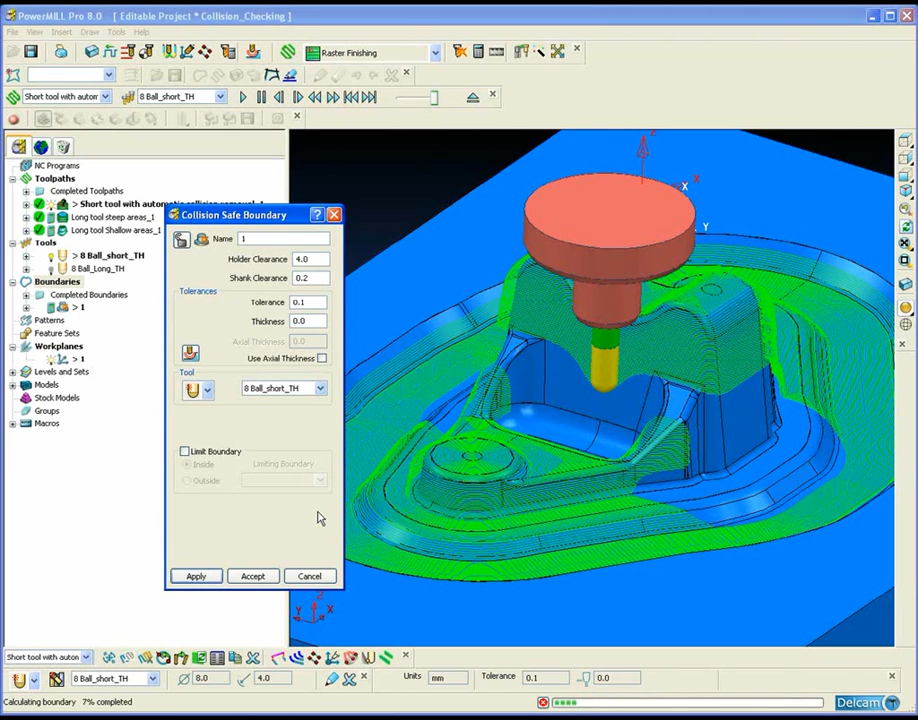 PowerMILL Pro 8.0 [ Editable Project * Collision_Checking ]
File View Insert Draw Tools Help
Raster Finishing
Short tool with autom
8 Ball_short_TH
NC Programs
Toolpaths
Completed Toolpaths
> Short tool with automatic collision removal_1
Long tool steep areas_1
Long tool Shallow areas_1
Tools
> 8 Ball_short_TH
8 Ball_Long_TH
Boundaries
Completed Boundaries
> 1
Patterns
Feature Sets
Workplanes
> 1
Levels and Sets
Models
Stock Models
Groups
Macros
Collision Safe Boundary
Name 1
Holder Clearance 4.0
Shank Clearance 0.2
Tolerances
Tolerance 0.1
Thickness 0.0
Axial Thickness 0.0
Use Axial Thickness
Tool
8 Ball_short_TH
Limit Boundary
Inside Limiting Boundary
Outside
Apply Accept Cancel
Z
X X
Y
Z
Y X
Short tool with auton
8 Ball_short_TH 8.0 4.0 Units mm Tolerance 0.1 0.0
Calculating boundary 7% completed
Delcam